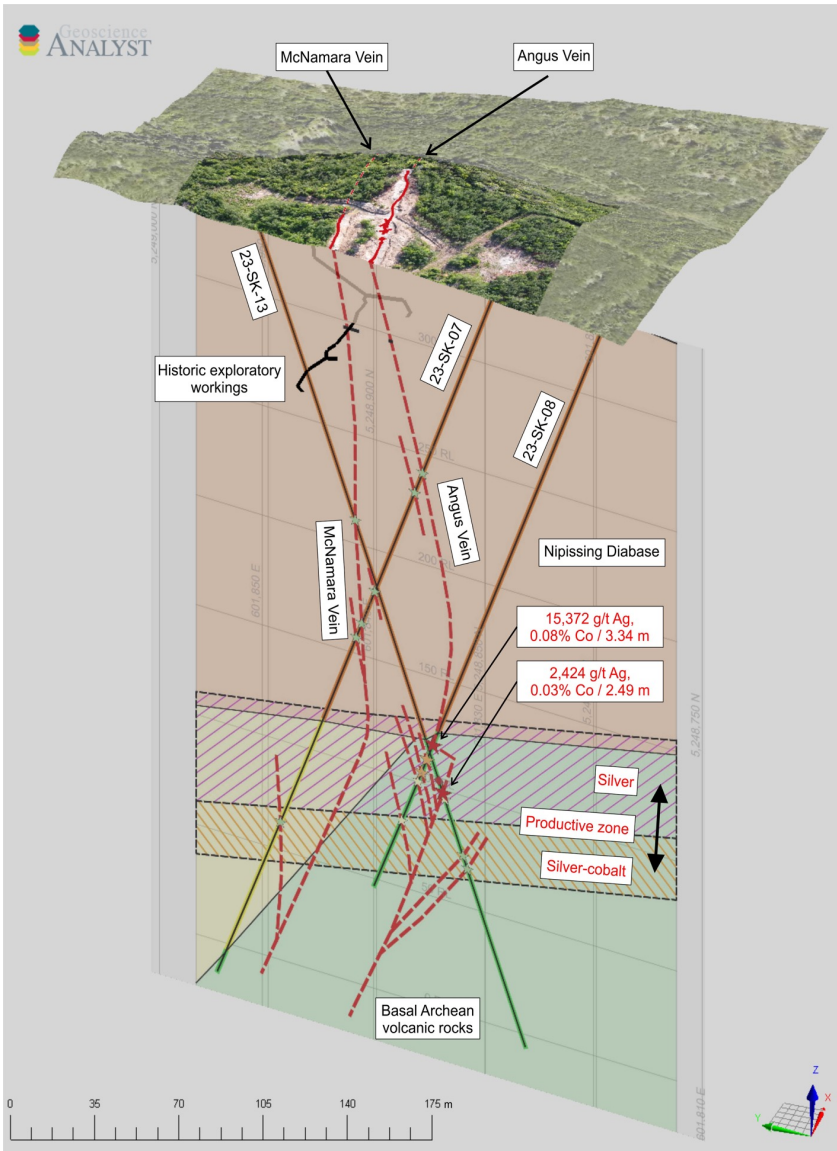 Geoscience
ANALYST
McNamara Vein
Angus Vein
23-SK-13
23-SK-07
23-SK-08
Historic exploratory
workings
5,248,900 N
200 RL
150 RL
601,850 E
McNamara Vein
Angus Vein
Nipissing Diabase
15,372 g/t Ag,
0.08% Co / 3.34 m
2,424 g/t Ag,
0.03% Co / 2.49 m
5,248,750 N
Silver
Productive zone
Silver-cobalt
50 RL
Basal Archean
volcanic rocks
601,810 E
0
35
70
105
140
175 m
Z
X
Y